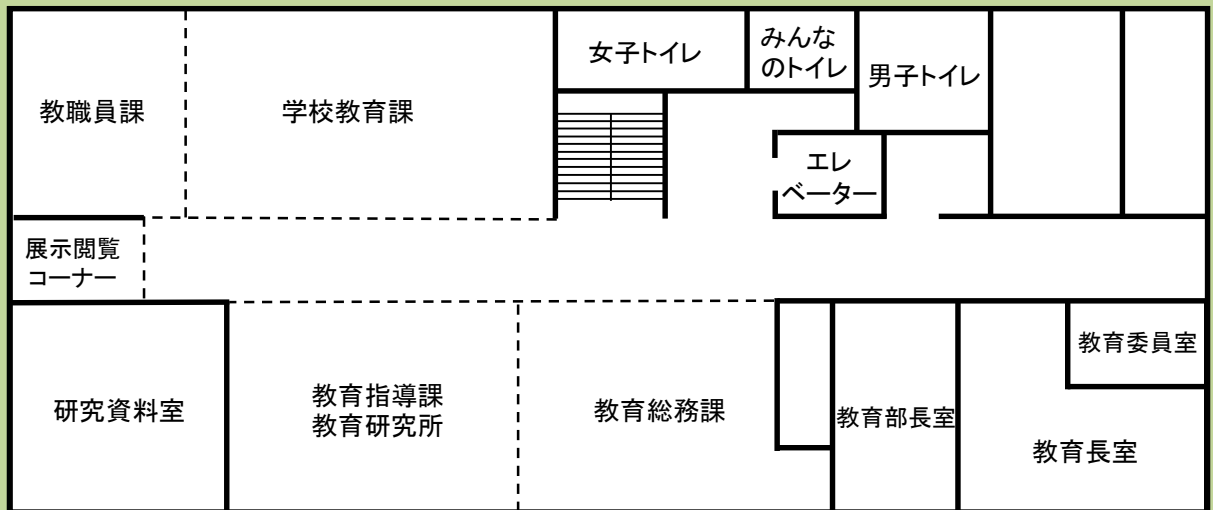 女子トイレ
みんな
のトイレ
男子トイレ
教職員課
学校教育課
エレ
ベーター
展示閲覧
コーナー
研究資料室
教育指導課
教育研究所
教育総務課
教育部長室
教育委員室
教育長室